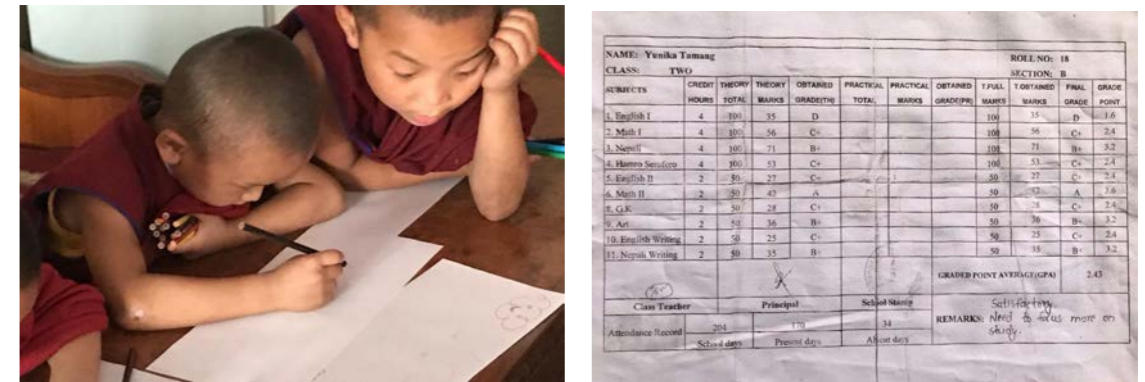 NAME: Yunika Tamang ROLL NO: 18
CLASS: TWO SECTION: B
SUBJECTS CREDIT HOURS THEORY TOTAL THEORY MARKS OBTAINED GRADE(TH) PRACTICAL TOTAL PRACTICAL MARKS OBTAINED GRADE(PR) T.FULL MARKS T.OBTAINED MARKS FINAL GRADE GRADE POINT
1. English I 4 100 35 D 100 35 D 1.6
2. Math I 4 100 56 C+ 100 56 C+ 2.4
3. Nepali 4 100 71 B+ 100 71 B+ 3.2
4. Hamro Serofero 4 100 53 C+ 100 53 C+ 2.4
5. English II 2 50 27 C+ 50 27 C+ 2.4
6. Math II 2 50 42 A 50 42 A 3.6
8. G.K 2 50 28 C+ 50 28 C+ 2.4
9. Art 2 50 36 B+ 50 36 B+ 3.2
10. English Writing 2 50 25 C+ 50 25 C+ 2.4
11. Nepali Writing 2 50 35 B+ 50 35 B+ 3.2
GRADED POINT AVERAGE(GPA) 2.43
Class Teacher Principal School Stamp
REMARKS: Satisfactory.
Need to focus more on
study.
Attendance Record 204 170 34
School days Present days Absent days